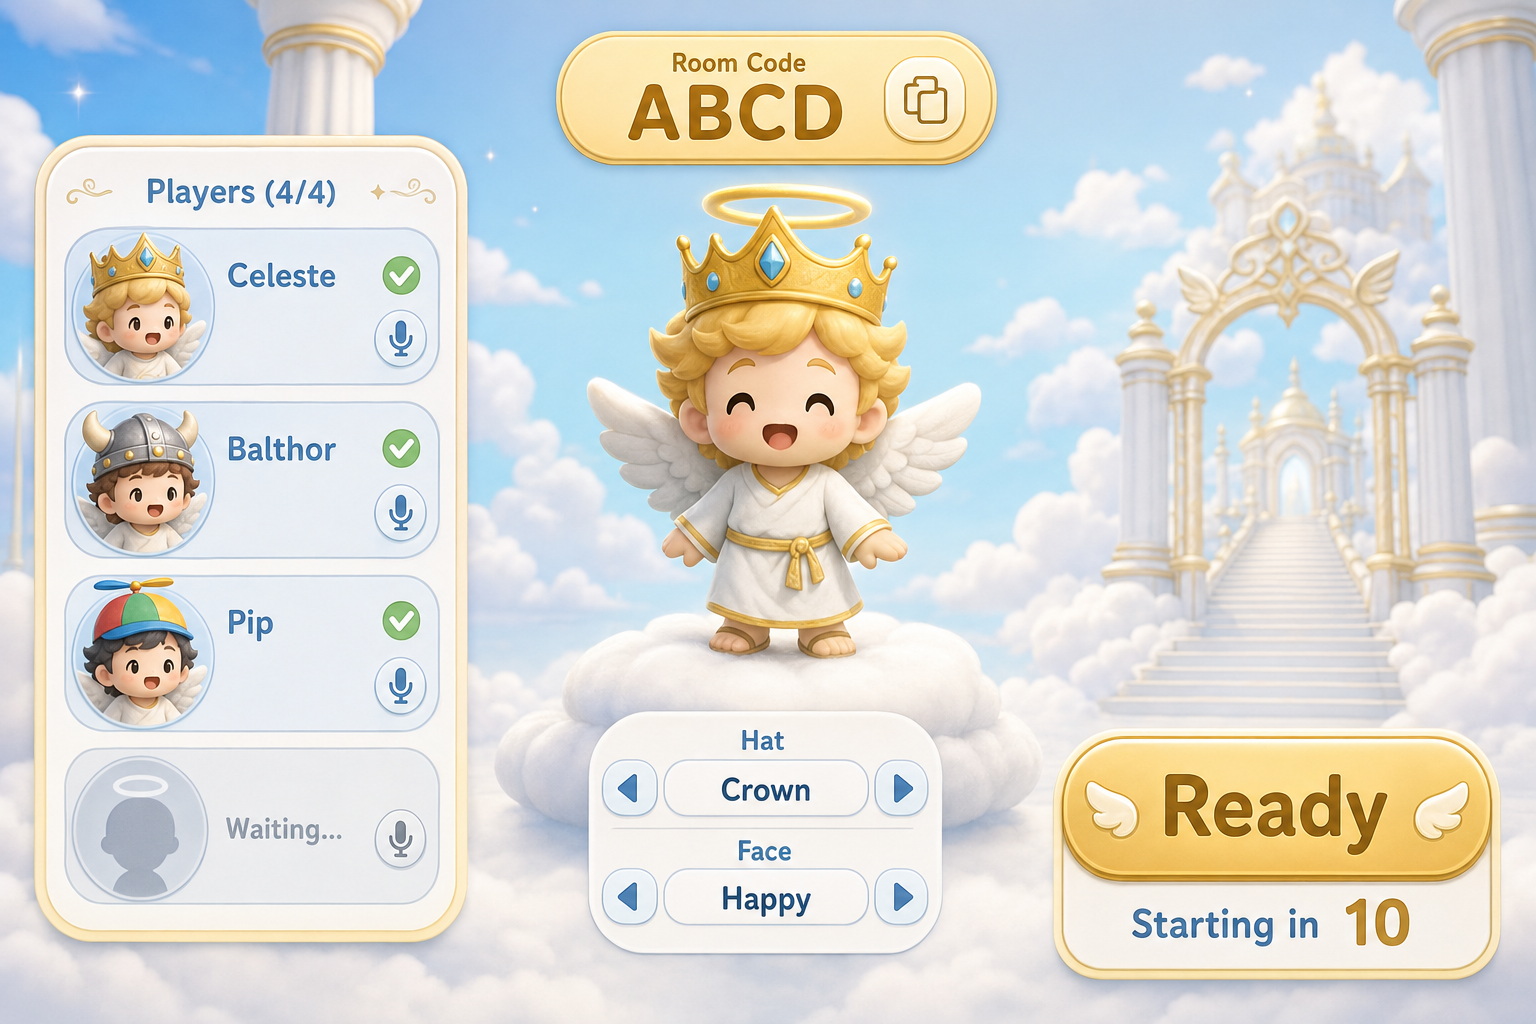 Room Code
ABCD
Players (4/4)
Celeste
Balthor
Pip
Waiting...
Hat
Crown
Face
Happy
Ready
Starting in 10